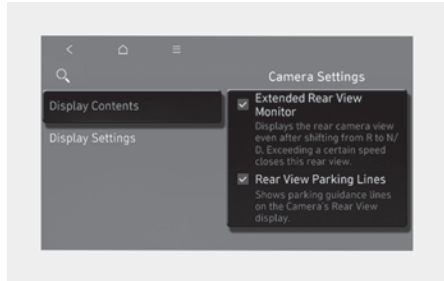 Camera Settings
Display Contents
Display Settings
Extended Rear View
Monitor
Displays the rear camera view
even after shifting from R to N/
D. Exceeding a certain speed
closes this rear view.
Rear View Parking Lines
Shows parking guidance lines
on the Camera's Rear View
display.